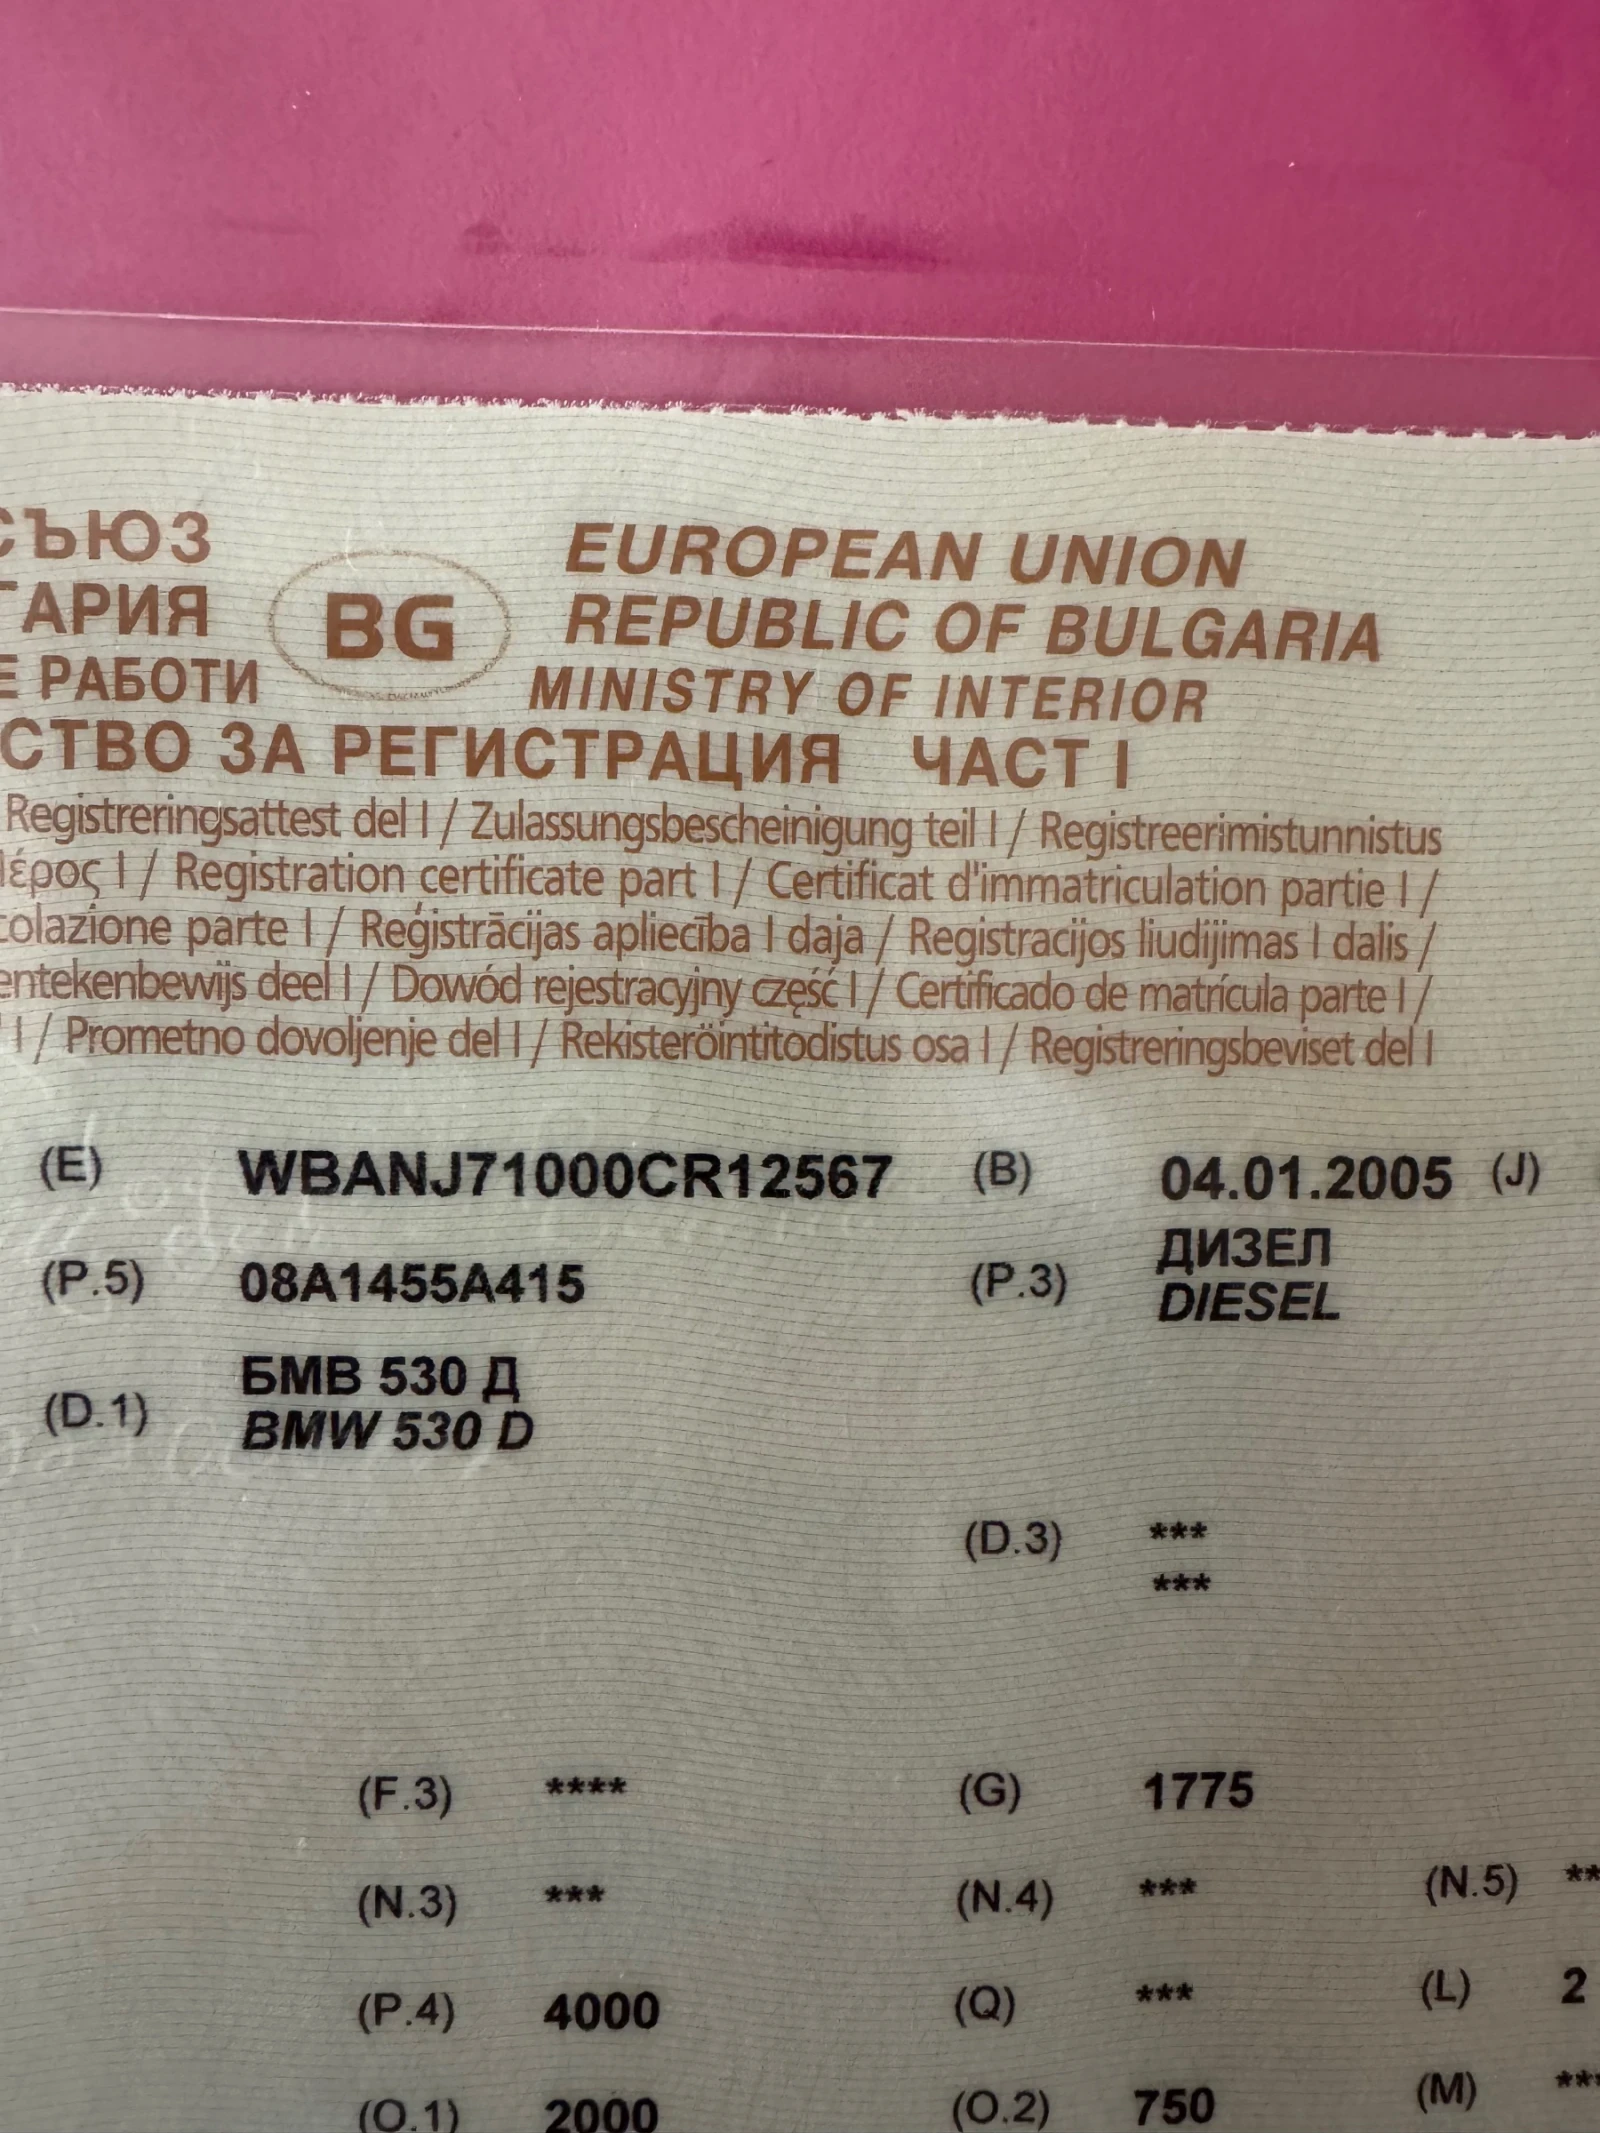 СЪЮЗ
BG
EUROPEAN UNION
ГАРИЯ
REPUBLIC OF BULGARIA
Е РАБОТИ
MINISTRY OF INTERIOR
СТВО ЗА РЕГИСТРАЦИЯ ЧАСТ I
Registreringsattest del I / Zulassungsbescheinigung teil I / Registreerimistunnistus
έρος I / Registration certificate part I / Certificat d'immatriculation partie I /
colazione parte I / Reģistrācijas apliecība I daja / Registracijos liudijimas I dalis /
entekenbewijs deel I / Dowód rejestracyjny część I / Certificado de matrícula parte I /
I / Prometno dovoljenje del I / Rekisteröintitodistus osa I / Registreringsbeviset del I
(E) WBANJ71000CR12567 (B) 04.01.2005 (J)
(P.5) 08A1455A415 (P.3) ДИЗЕЛ
DIESEL
(D.1) БМВ 530 Д
BMW 530 D
(D.3) ***
***
(F.3) **** (G) 1775
(N.3) *** (N.4) *** (N.5) **
(P.4) 4000 (Q) *** (L) 2
(O.1) 2000 (O.2) 750 (M) ***